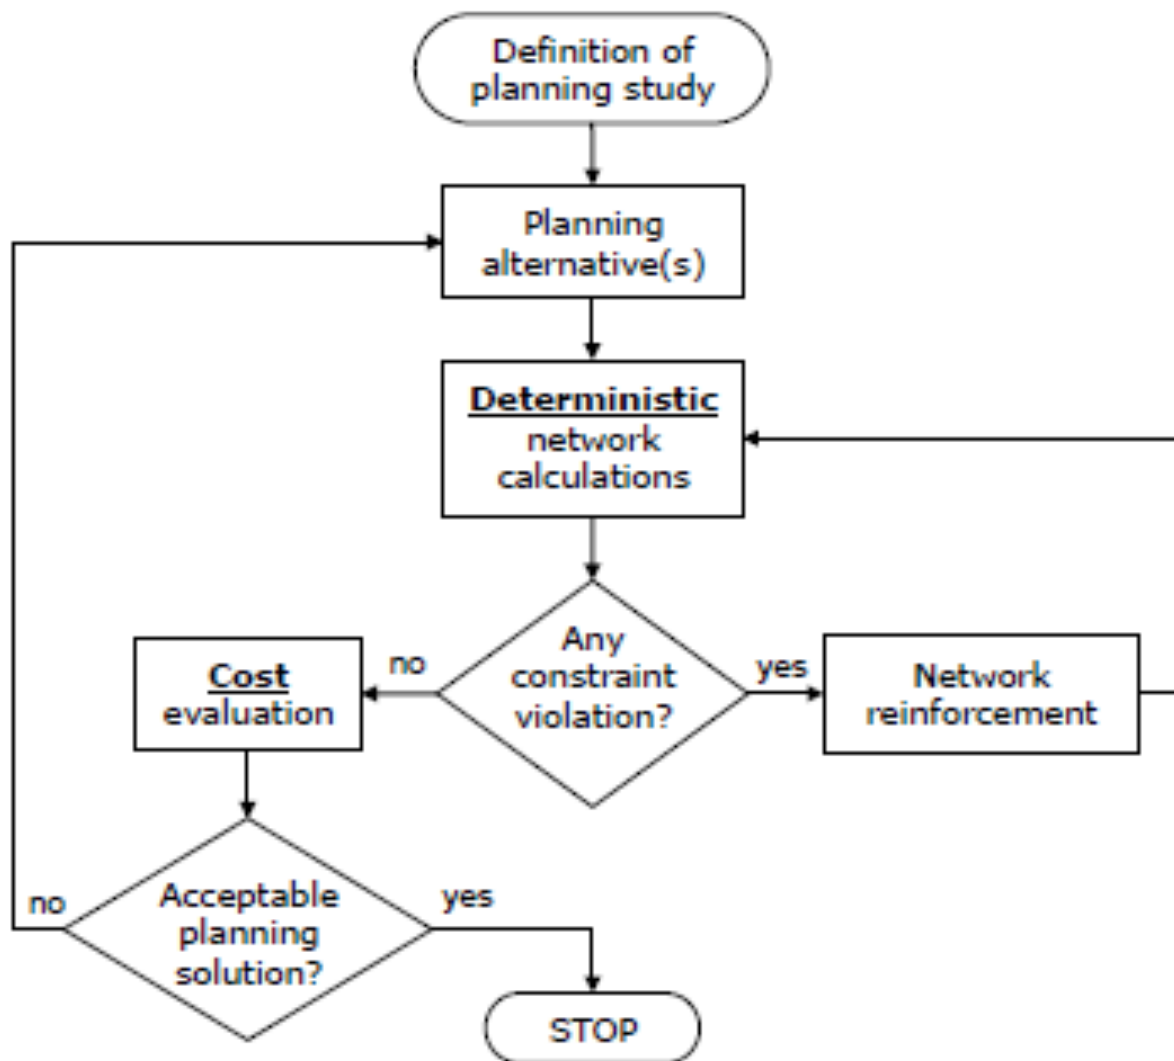 Definition of
planning study
Planning
alternative(s)
Deterministic
network
calculations
Any
constraint
violation?
no
yes
Cost
evaluation
Network
reinforcement
Acceptable
planning
solution?
no
yes
STOP